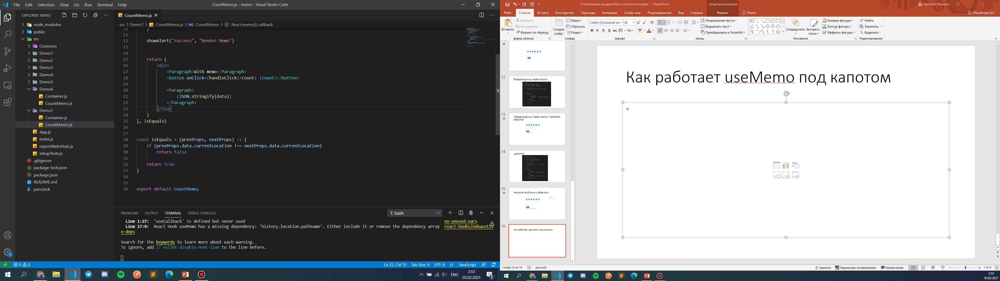 File Edit Selection View Go Run Terminal Help
CountMemo.js - memo - Visual Studio Code
EXPLORER: MEMO
node_modules
public
src
Common
Demo1
Demo2
Demo3
Demo4
Demo5
Demo6
Container.js
CountMemo.js
Demo7
Container.js
CountMemo.js
App.js
index.js
reportWebVitals.js
setupTests.js
.gitignore
package-lock.json
package.json
README.md
yarn.lock
CountMemo.js
src > Demo7 > CountMemo.js > CountMemo > React.memo() callback
10 }
11
12 showAlert("success", "Render Memo")
13
14
15 return (
16 <div>
17 <Paragraph>With memo</Paragraph>
18 <Button onClick={handleClick}>Count: {count}</Button>
19
20 <Paragraph>
21 {JSON.stringify(data)}
22 </Paragraph>
23 </div>
24 )
25 }, isEquals)
26
27
28 const isEquals = (prevProps, nextProps) => {
29 if (prevProps.data.currentLocation !== nextProps.data.currentLocation)
30 return false
31
32 return true
33 }
34
35
36 export default CountMemo;
PROBLEMS OUTPUT TERMINAL DEBUG CONSOLE
1: bash
Line 1:27: 'useCallback' is defined but never used no-unused-vars
Line 17:9: React Hook useMemo has a missing dependency: 'history.location.pathname'. Either include it or remove the dependency array react-hooks/exhaustiv
e-deps
Search for the keywords to learn more about each warning.
To ignore, add // eslint-disable-next-line to the line before.
1
0 0
Ln 23, Col 15 Tab Size: 4 UTF-8 LF JavaScript
ENG
2:53
05.02.2021
2
Оптимизация рендера React-компонентов.pptx - PowerPoint
Средства рисования
Арсений Храмцов
Файл Главная Вставка Конструктор Переходы Анимация Слайд-шоу Рецензирование Вид Справка Формат Поиск
Общий доступ
Вставить
Вырезать
Копировать
Формат по образцу
Буфер обмена
Создать слайд
Макет
Сбросить
Раздел
Слайды
Calibri (Основной тек 28
Ж К Ч S abc AV Aa
Шрифт
Направление текста
Выровнять текст
Преобразовать в SmartArt
Абзац
Упорядочить
Экспресс-стили
Заливка фигуры
Контур фигуры
Эффекты фигуры
Рисование
Найти
Заменить
Выделить
Редактирование
12
Передача данных через просты
13
Передача данных через пропсы. Проблема
объектов
14
useMemo
15
Решение проблемы с объектами
16
Как работает useMemo под капотом
Как работает useMemo под капотом
Слайд 16 из 16 русский
Заметки Параметры отображения Примечания
114 %
2:53
05.02.2021